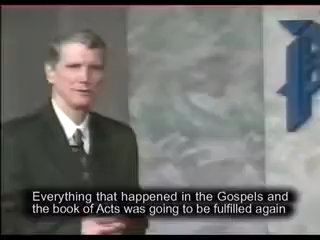 Everything that happened in the Gospels and
the book of Acts was going to be fulfilled again